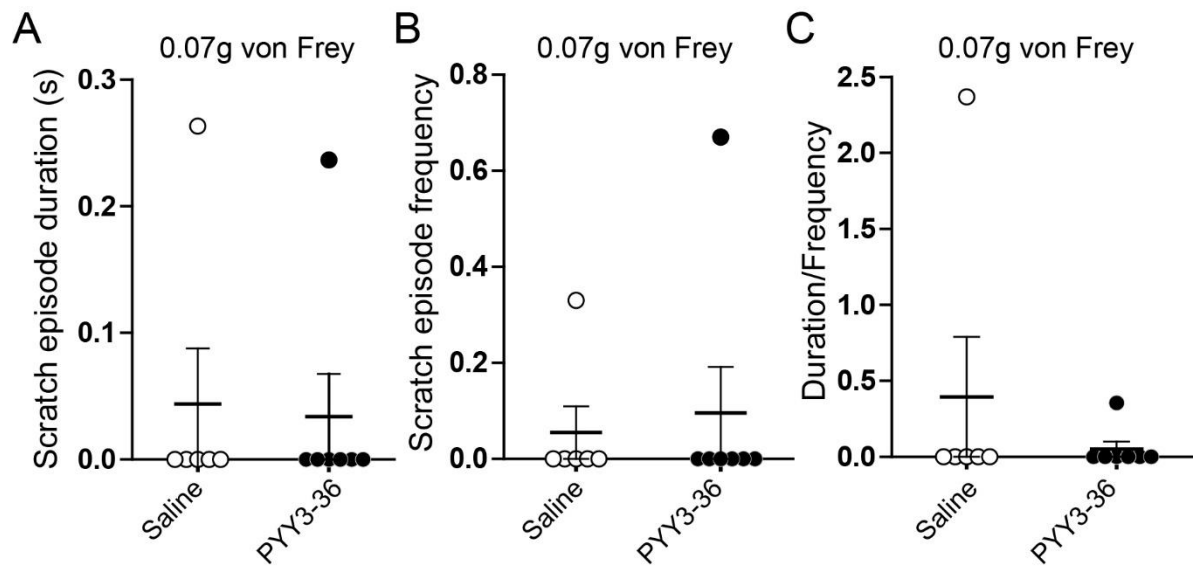 A
0.07g von Frey
Scratch episode duration (s)
0.3
0.2
0.1
0.0
Saline
PYY3-36
B
0.07g von Frey
Scratch episode frequency
0.8
0.6
0.4
0.2
0.0
Saline
PYY3-36
C
0.07g von Frey
Duration/Frequency
2.5
2.0
1.5
1.0
0.5
0.0
Saline
PYY3-36